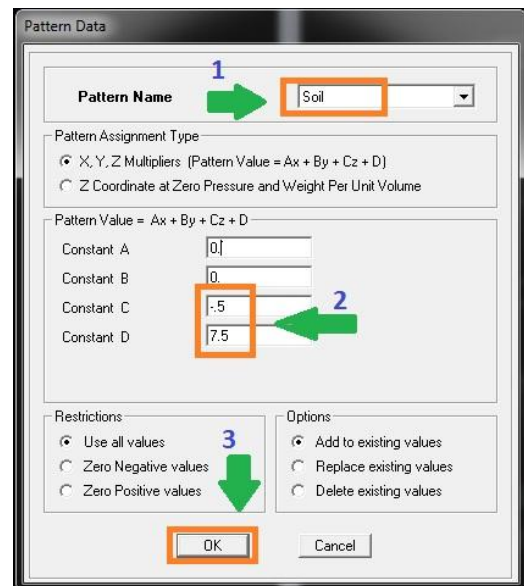 Pattern Data
1
Pattern Name Soil
Pattern Assignment Type
X, Y, Z Multipliers (Pattern Value = Ax + By + Cz + D)
Z Coordinate at Zero Pressure and Weight Per Unit Volume
Pattern Value = Ax + By + Cz + D
Constant A 0.
Constant B 0.
Constant C -.5 2
Constant D 7.5
Restrictions Options
Use all values 3 Add to existing values
Zero Negative values Replace existing values
Zero Positive values Delete existing values
OK Cancel